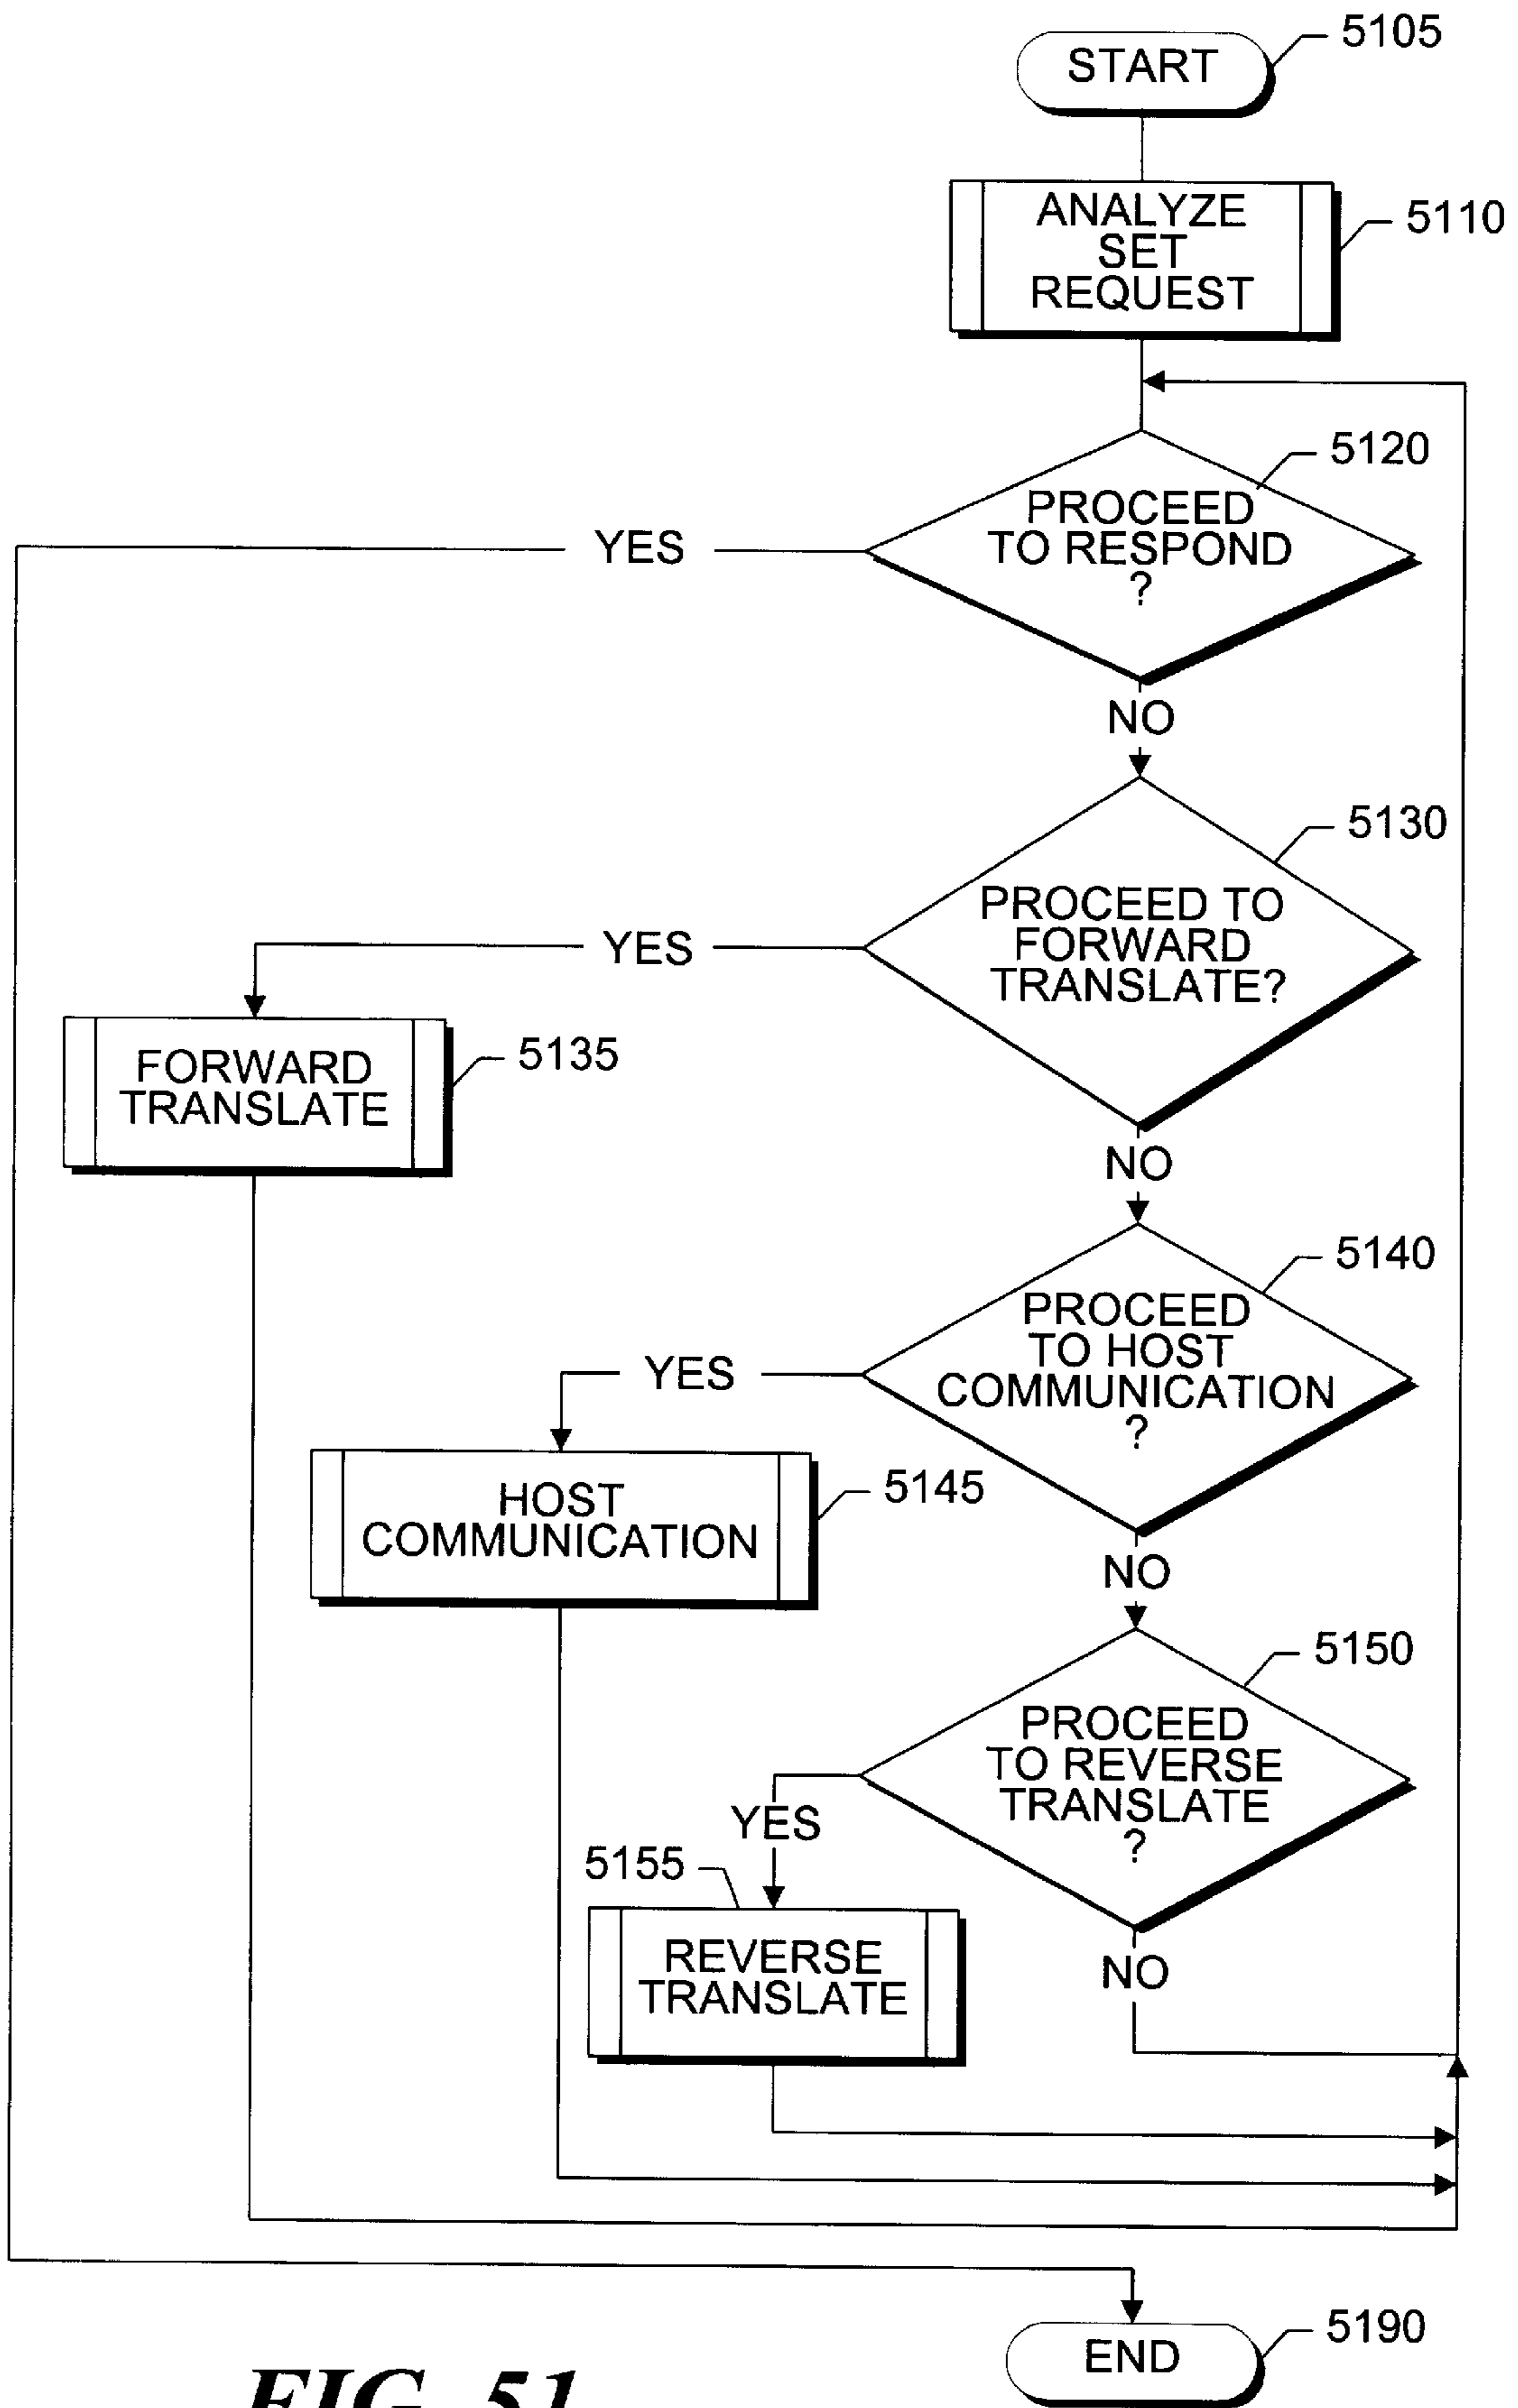 START
5105
ANALYZE
SET
REQUEST
5110
5120
PROCEED
TO RESPOND
?
YES
NO
5130
PROCEED TO
FORWARD
TRANSLATE?
YES
FORWARD
TRANSLATE
5135
NO
5140
PROCEED
TO HOST
COMMUNICATION
?
YES
HOST
COMMUNICATION
5145
NO
5150
PROCEED
TO REVERSE
TRANSLATE
?
YES
5155
REVERSE
TRANSLATE
NO
5190
END
FIG. 51